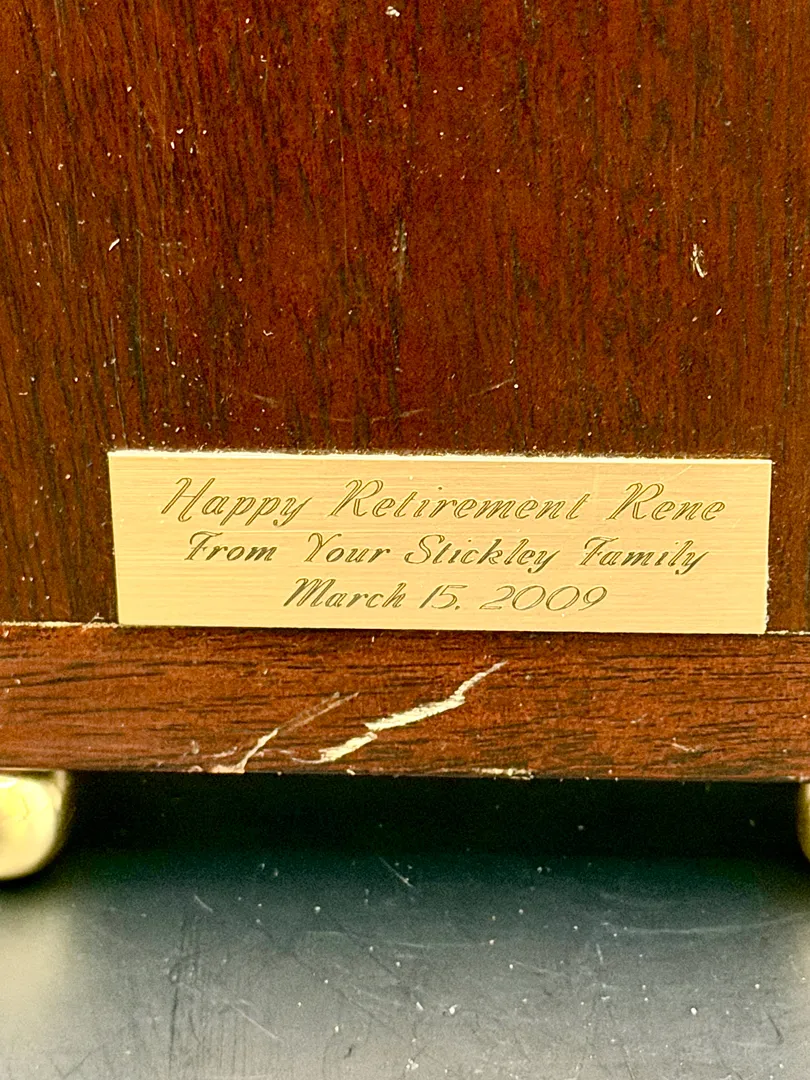 Happy Retirement Rene
From Your Stickley Family
March 15, 2009